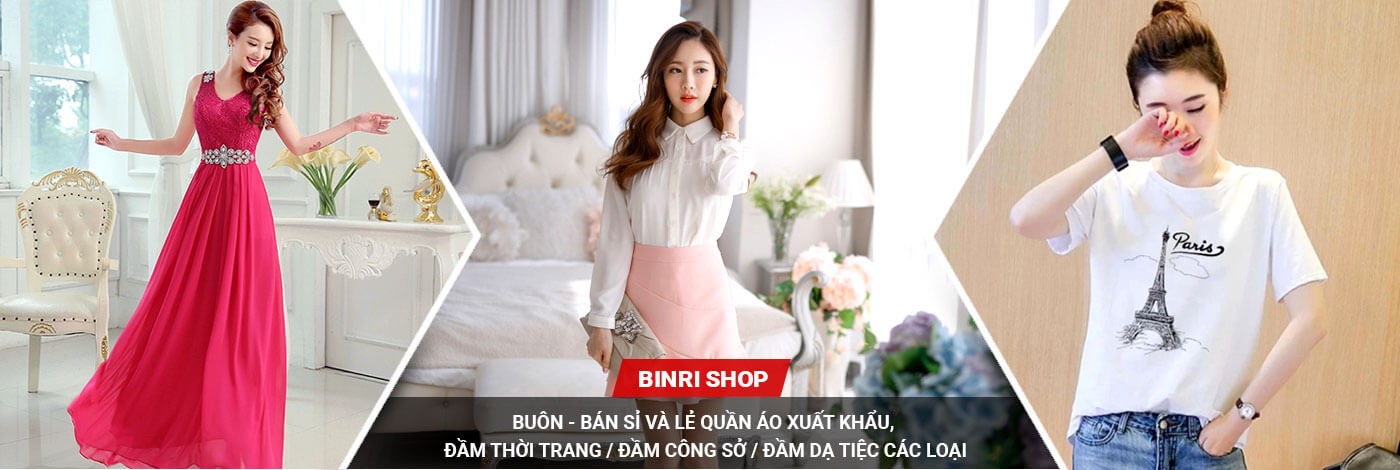 Paris
BINRI SHOP
BUÔN - BÁN SỈ VÀ LẺ QUẦN ÁO XUẤT KHẨU,
ĐẦM THỜI TRANG / ĐẦM CÔNG SỞ / ĐẦM DẠ TIỆC CÁC LOẠI